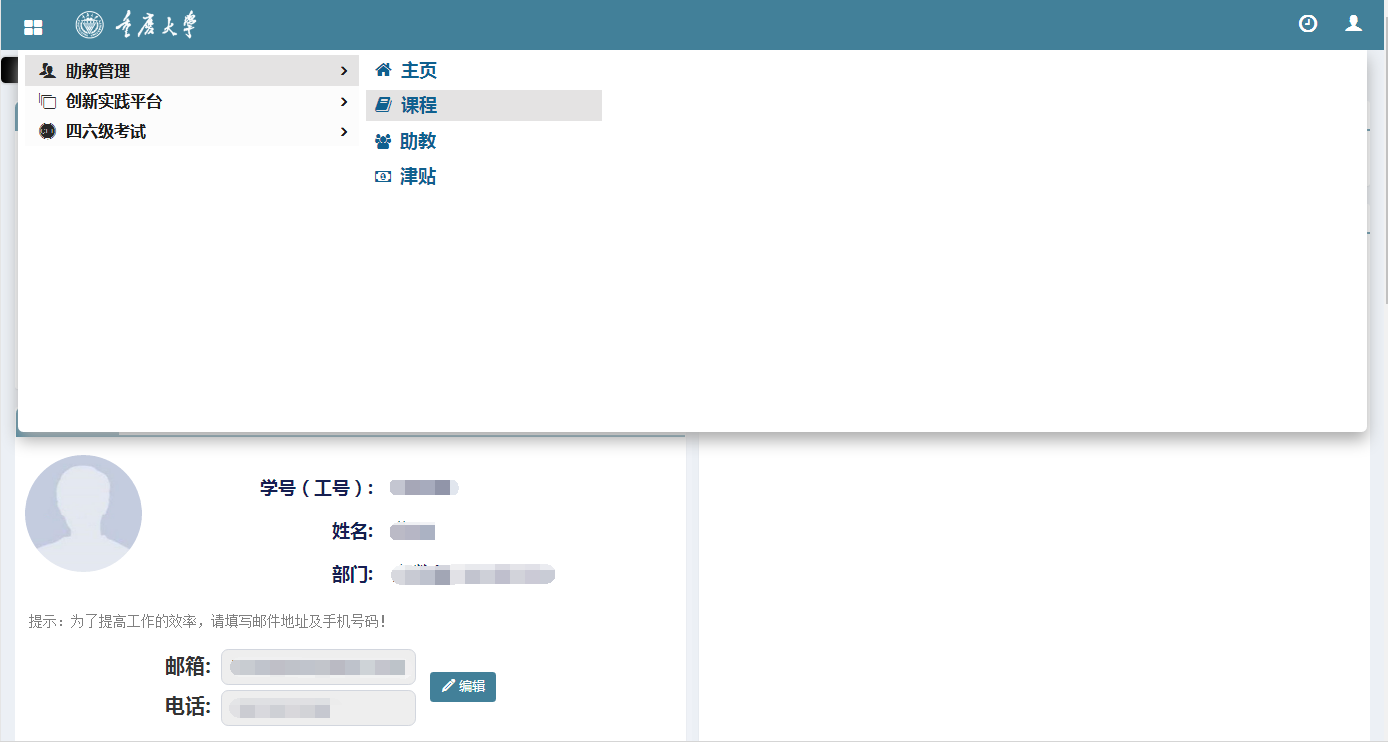 重庆大学
助教管理
创新实践平台
四六级考试
主页
课程
助教
津贴
学号（工号）:
姓名:
部门:
提示：为了提高工作的效率，请填写邮件地址及手机号码！
邮箱:
电话:
编辑